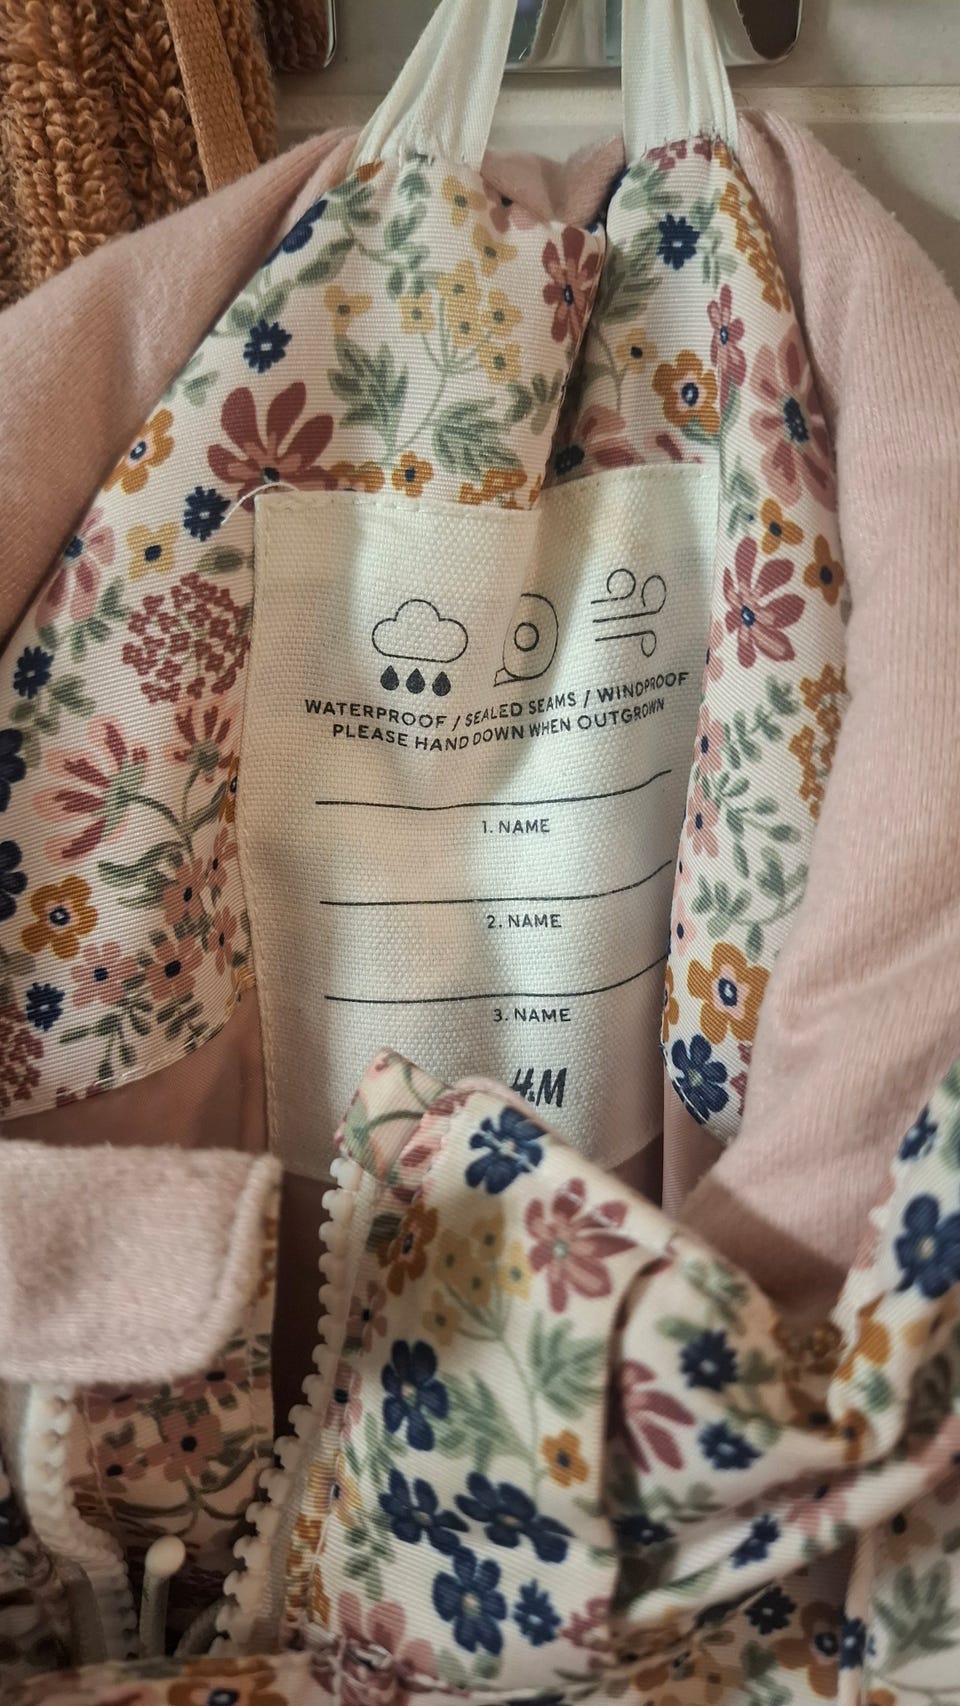 WATERPROOF / SEALED SEAMS / WINDPROOF
PLEASE HAND DOWN WHEN OUTGROWN
1. NAME
2. NAME
3. NAME
H&M